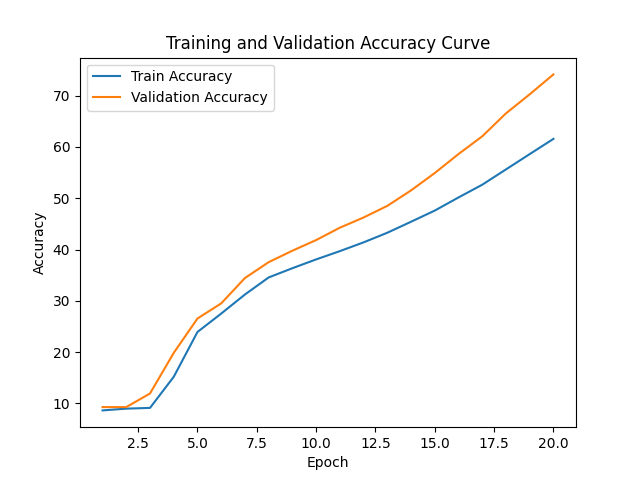 Training and Validation Accuracy Curve
Train Accuracy
Validation Accuracy
70
60
50
40
30
20
10
Accuracy
2.5 5.0 7.5 10.0 12.5 15.0 17.5 20.0
Epoch